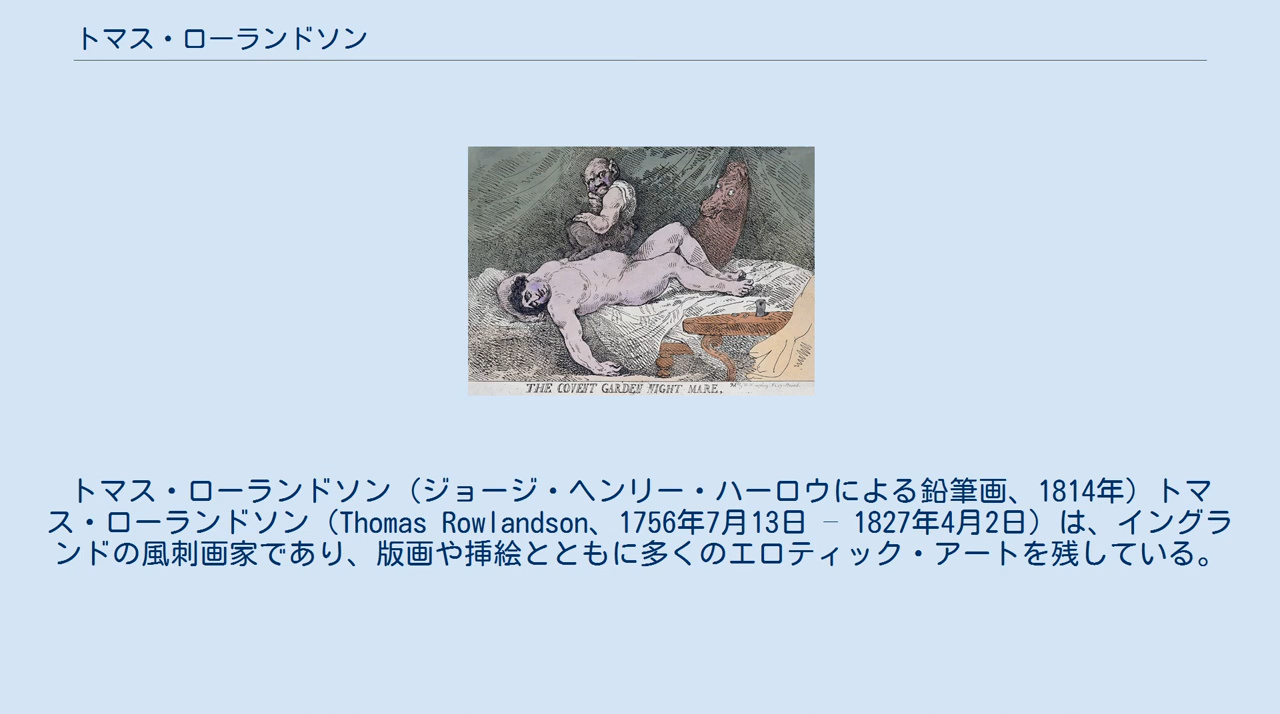 トマス・ローランドソン
THE COVENT GARDEN NIGHT MARE.
トマス・ローランドソン（ジョージ・ヘンリー・ハーロウによる鉛筆画、1814年）トマ
ス・ローランドソン（Thomas Rowlandson、1756年7月13日 – 1827年4月2日）は、イングラ
ンドの風刺画家であり、版画や挿絵とともに多くのエロティック・アートを残している。